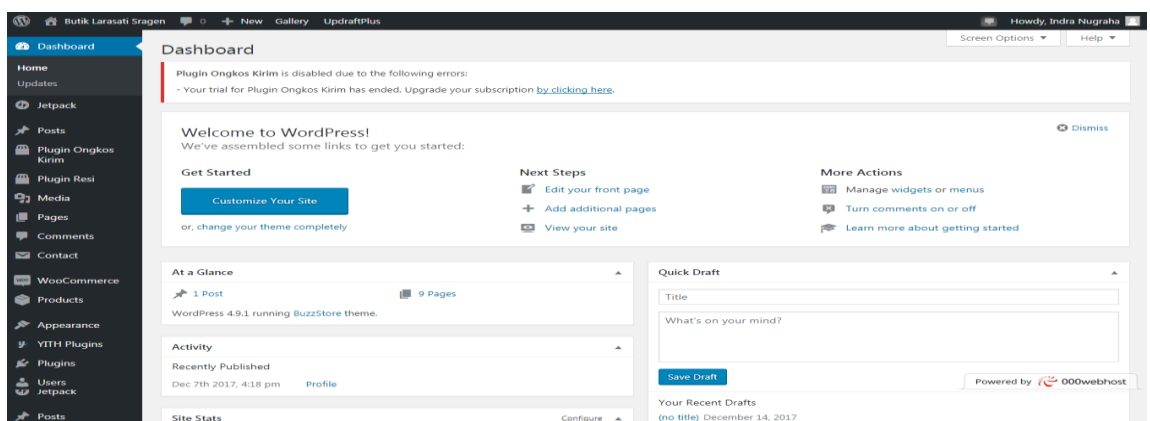 Butik Larasati Sragen 0 New Gallery UpdraftPlus Howdy, Indra Nugraha
Dashboard
Home
Updates
Jetpack
Posts
Plugin Ongkos
Kirim
Plugin Resi
Media
Pages
Comments
Contact
WooCommerce
Products
Appearance
YITH Plugins
Plugins
Users
Jetpack
Posts
Screen Options Help
Dashboard
Plugin Ongkos Kirim is disabled due to the following errors:
- Your trial for Plugin Ongkos Kirim has ended. Upgrade your subscription by clicking here.
Welcome to WordPress!
Dismiss
We've assembled some links to get you started:
Get Started
Customize Your Site
or, change your theme completely
Next Steps
Edit your front page
Add additional pages
View your site
More Actions
Manage widgets or menus
Turn comments on or off
Learn more about getting started
At a Glance
1 Post 9 Pages
WordPress 4.9.1 running BuzzStore theme.
Activity
Recently Published
Dec 7th 2017, 4:18 pm Profile
Site Stats Configure
Quick Draft
Title
What's on your mind?
Save Draft
Powered by 000webhost
Your Recent Drafts
(no title) December 14, 2017